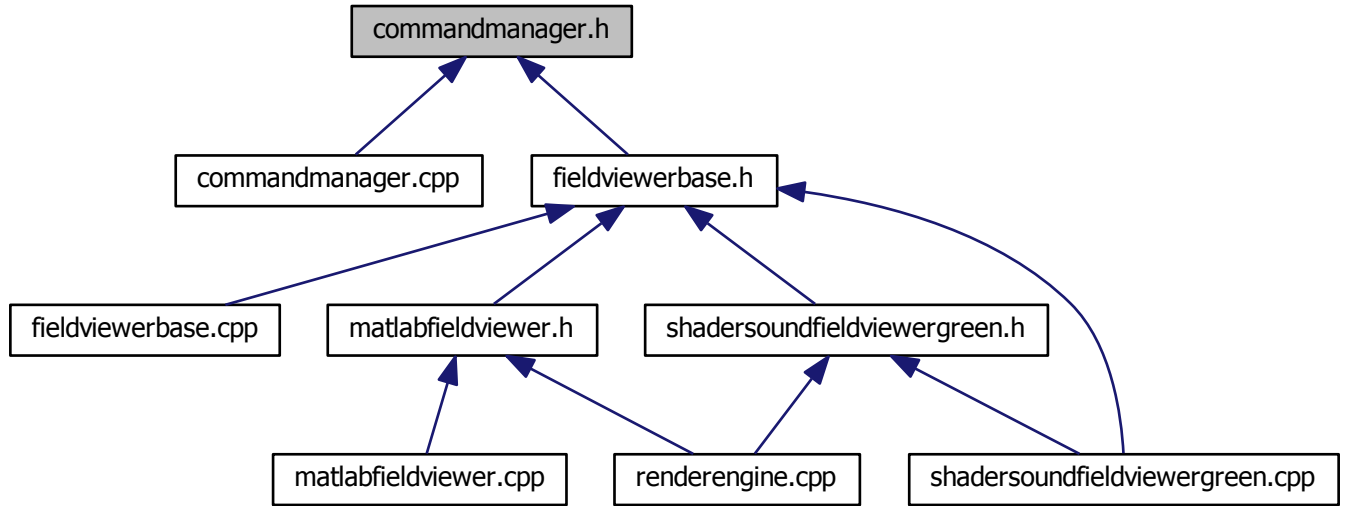 commandmanager.h
commandmanager.cpp
fieldviewerbase.h
fieldviewerbase.cpp
matlabfieldviewer.h
shadersoundfieldviewergreen.h
matlabfieldviewer.cpp
renderengine.cpp
shadersoundfieldviewergreen.cpp